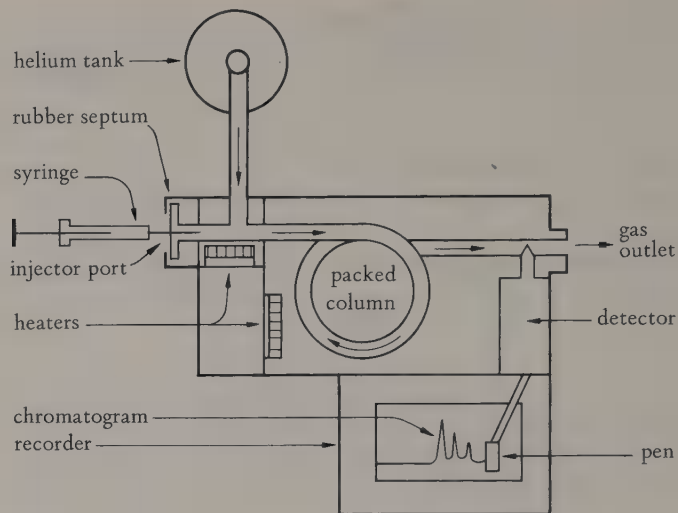 helium tank
rubber septum
syringe
injector port
heaters
packed
column
gas
outlet
detector
chromatogram
recorder
pen